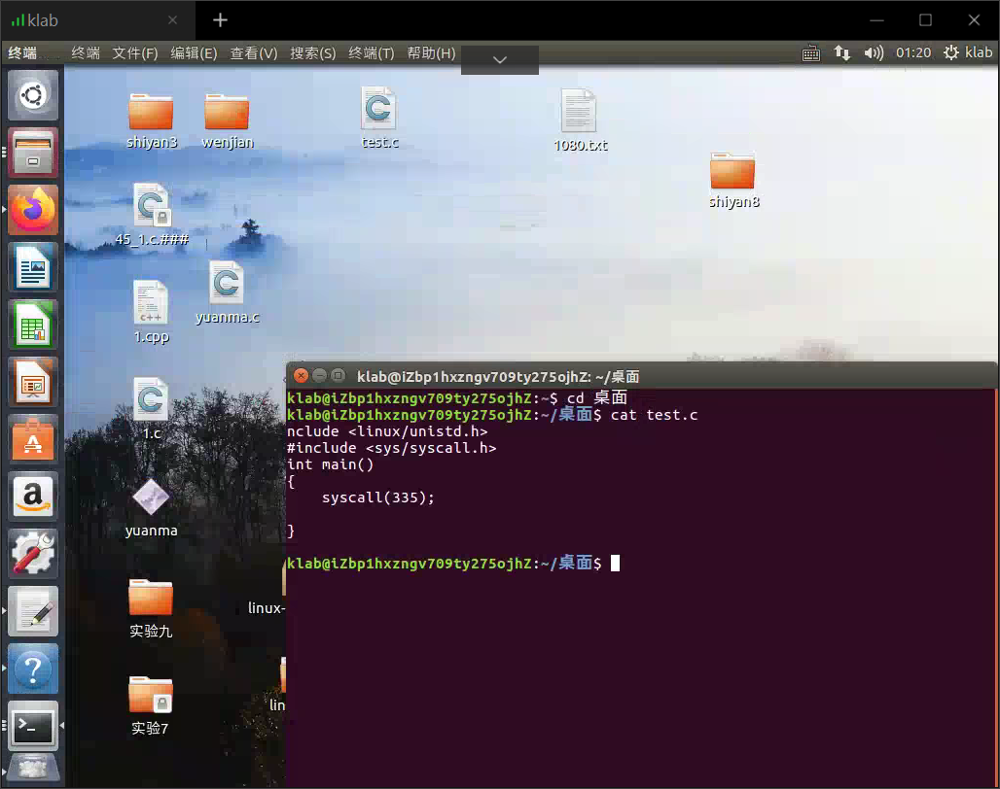 klab
终端 终端 文件(F) 编辑(E) 查看(V) 搜索(S) 终端(T) 帮助(H) 01:20 klab
shiyan3 wenjian test.c 1080.txt
shiyan8
45_1.c.###
yuanma.c
c++
1.cpp
1.c
yuanma
实验九
linux-
实验7
lin
klab@iZbp1hxzngv709ty275ojhZ: ~/桌面
klab@iZbp1hxzngv709ty275ojhZ:~$ cd 桌面
klab@iZbp1hxzngv709ty275ojhZ:~/桌面$ cat test.c
nclude <linux/unistd.h>
#include <sys/syscall.h>
int main()
{
    syscall(335);
}
klab@iZbp1hxzngv709ty275ojhZ:~/桌面$